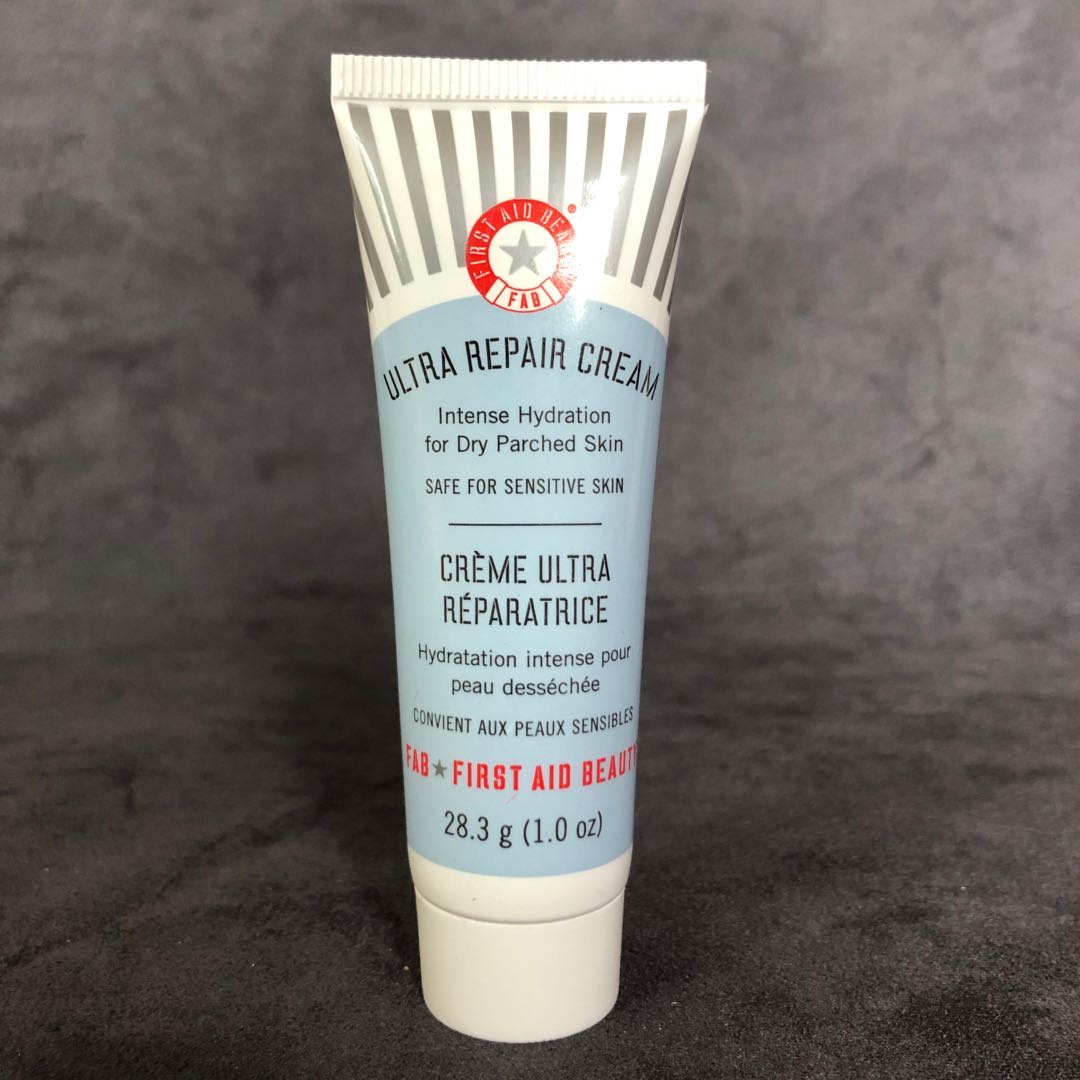 FIRST AID
FAB
ULTRA REPAIR CREAM
Intense Hydration
for Dry Parched Skin
SAFE FOR SENSITIVE SKIN
CRÈME ULTRA
RÉPARATRICE
Hydratation intense pour
peau desséchée
CONVIENT AUX PEAUX SENSIBLES
FAB★FIRST AID BEAUTY
28.3 g (1.0 oz)